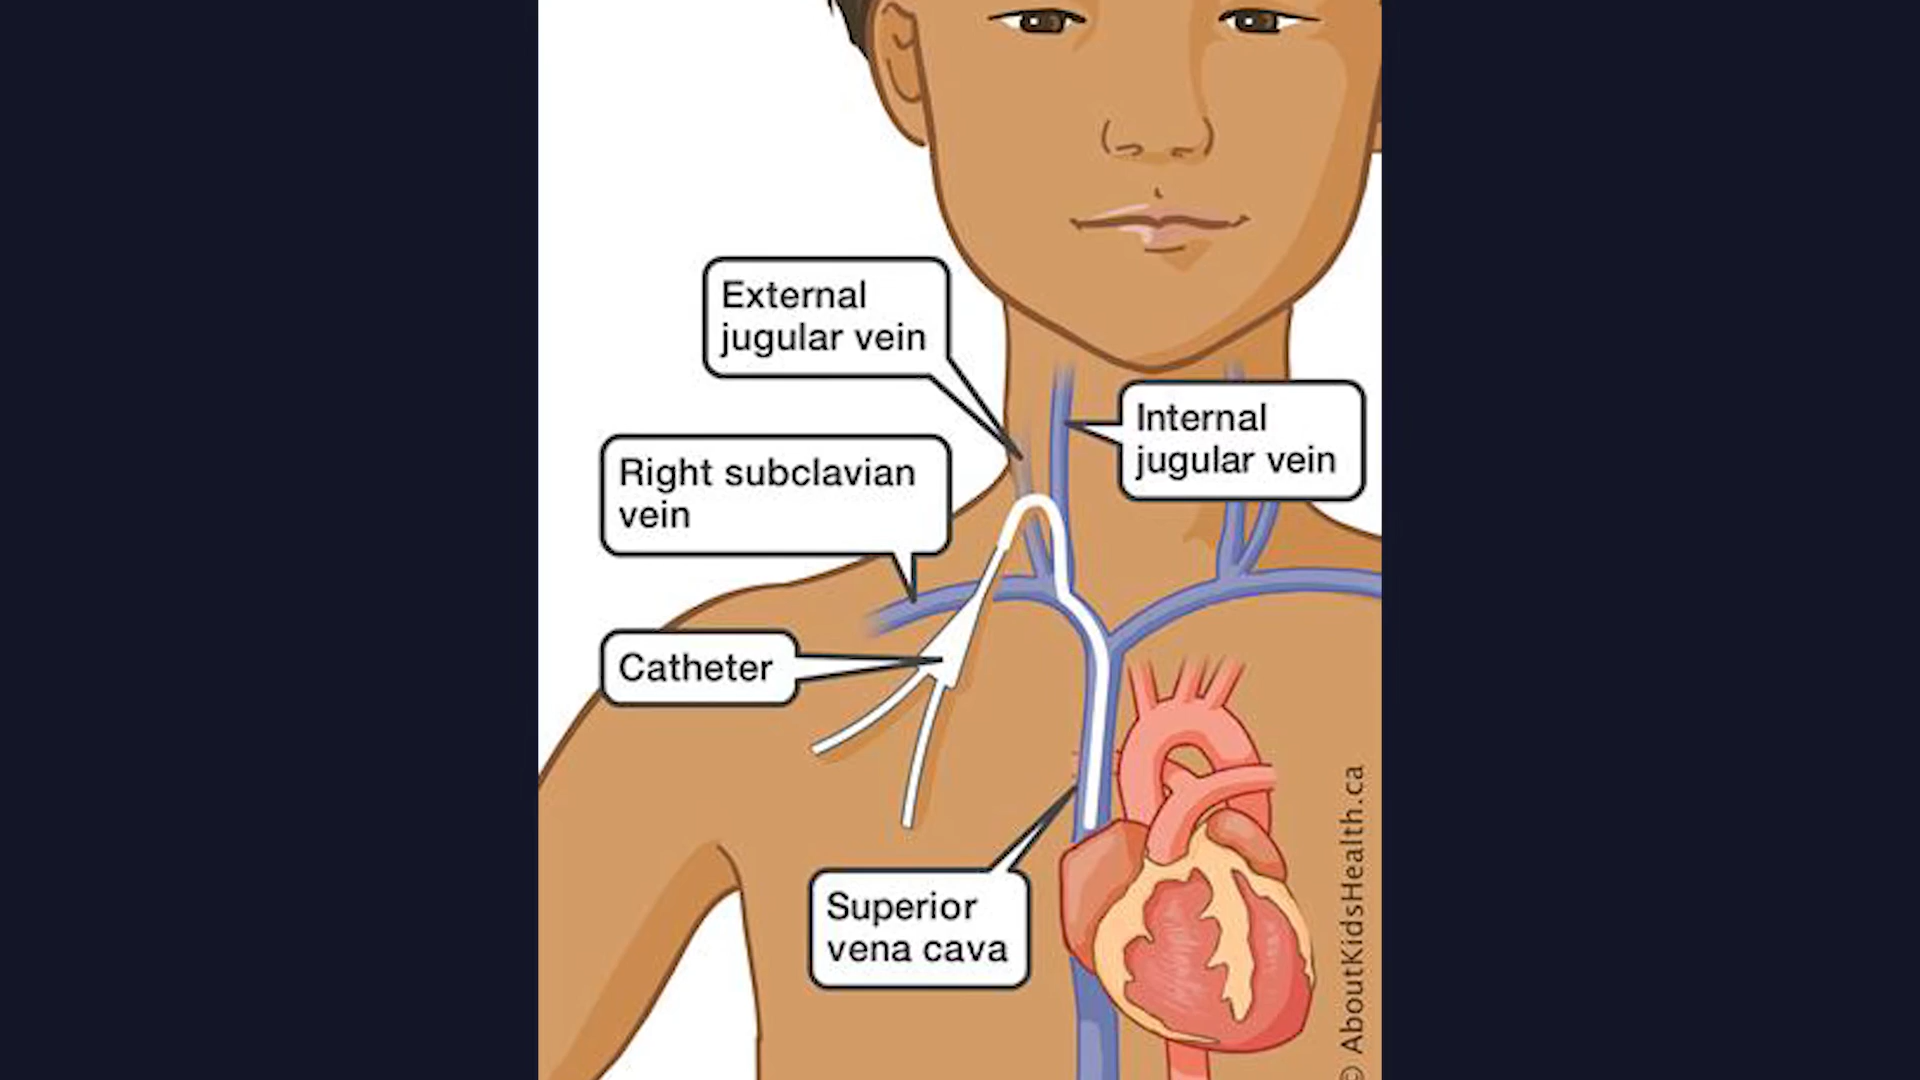 External
jugular vein
Internal
jugular vein
Right subclavian
vein
Catheter
Superior
vena cava
© AboutKidsHealth.ca